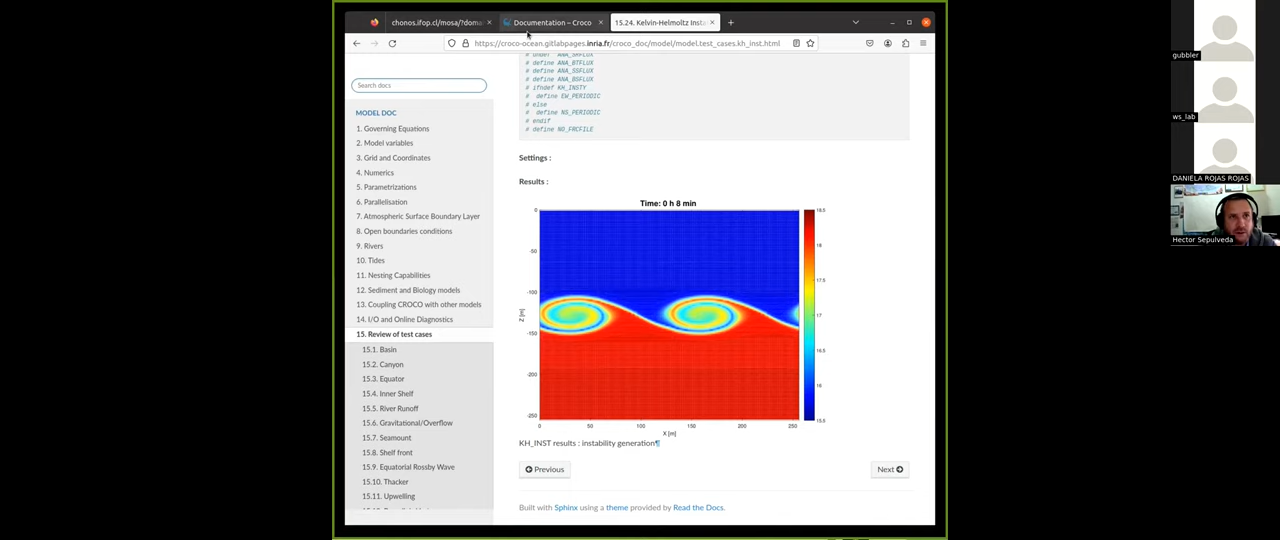 chonos.ifop.cl/mosa/?doma
Documentation – Croco
15.24. Kelvin-Helmoltz Insta
https://croco-ocean.gitlabpages.inria.fr/croco_doc/model/model.test_cases.kh_inst.html
Search docs
MODEL DOC
1. Governing Equations
2. Model variables
3. Grid and Coordinates
4. Numerics
5. Parametrizations
6. Parallelisation
7. Atmospheric Surface Boundary Layer
8. Open boundaries conditions
9. Rivers
10. Tides
11. Nesting Capabilities
12. Sediment and Biology models
13. Coupling CROCO with other models
14. I/O and Online Diagnostics
15. Review of test cases
15.1. Basin
15.2. Canyon
15.3. Equator
15.4. Inner Shelf
15.5. River Runoff
15.6. Gravitational/Overflow
15.7. Seamount
15.8. Shelf front
15.9. Equatorial Rossby Wave
15.10. Thacker
15.11. Upwelling
# define ANA_BTFLUX
# define ANA_SSFLUX
# define ANA_BSFLUX
# ifndef KH_INSTY
# define EW_PERIODIC
# else
# define NS_PERIODIC
# endif
# define NO_FRCFILE
Settings :
Results :
Time: 0 h 8 min
0
-50
-100
-150
-200
-250
Z [m]
0
50
100
150
200
250
X [m]
18.5
18
17.5
17
16.5
16
15.5
KH_INST results : instability generation¶
Previous
Next
Built with Sphinx using a theme provided by Read the Docs.
gubbler
ws_lab
DANIELA ROJAS ROJAS
Hector Sepulveda